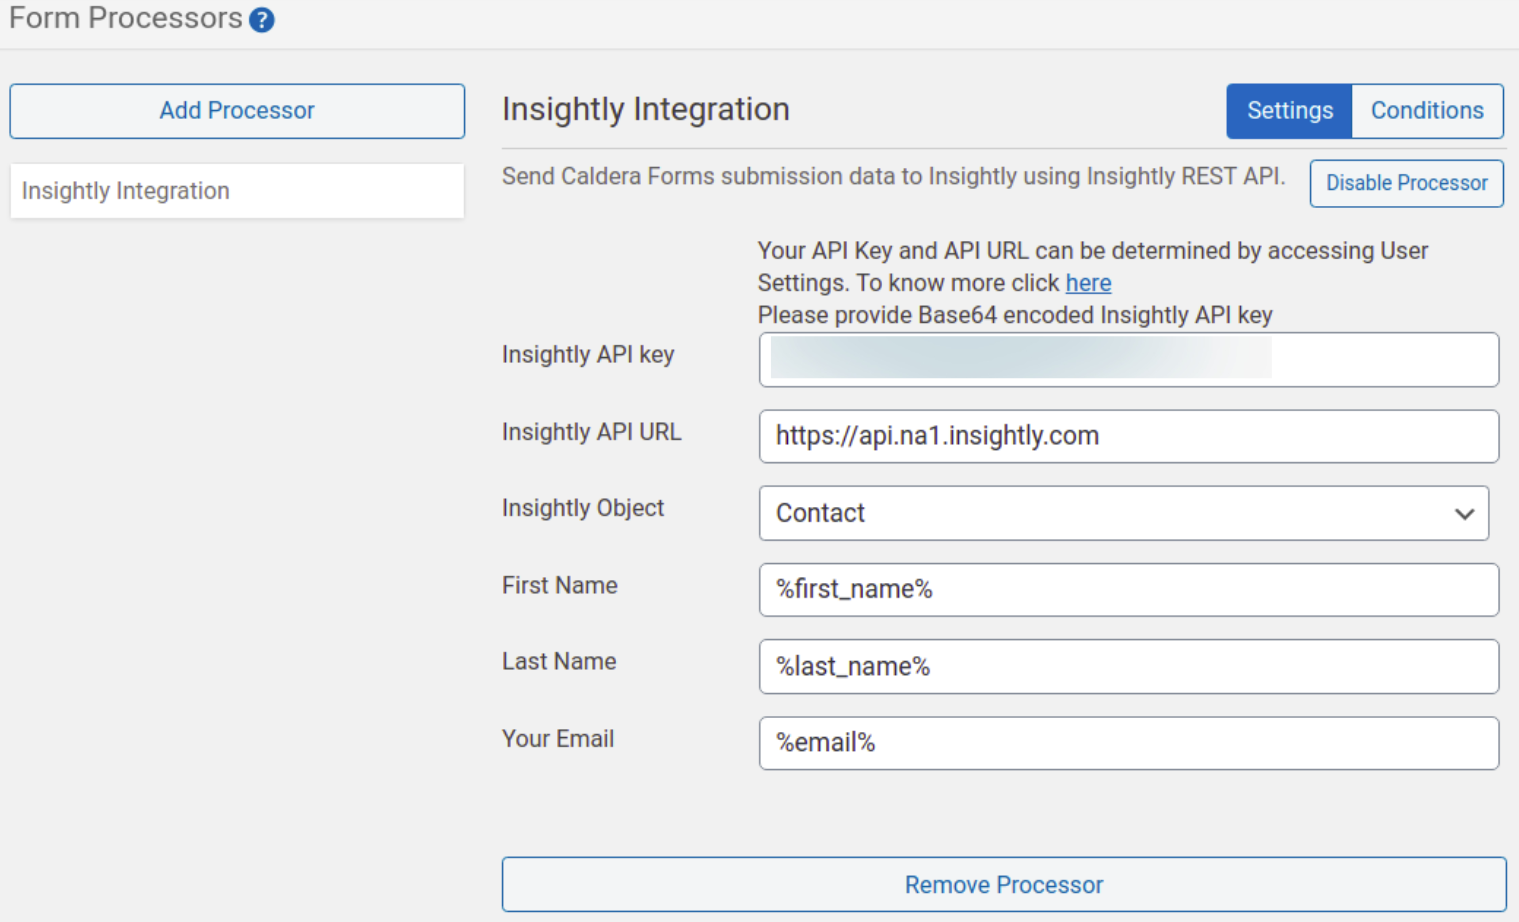 Form Processors ?
Add Processor
Insightly Integration
Insightly Integration
Settings
Conditions
Send Caldera Forms submission data to Insightly using Insightly REST API.
Disable Processor
Your API Key and API URL can be determined by accessing User
Settings. To know more click here
Please provide Base64 encoded Insightly API key
Insightly API key
Insightly API URL
https://api.na1.insightly.com
Insightly Object
Contact
First Name
%first_name%
Last Name
%last_name%
Your Email
%email%
Remove Processor